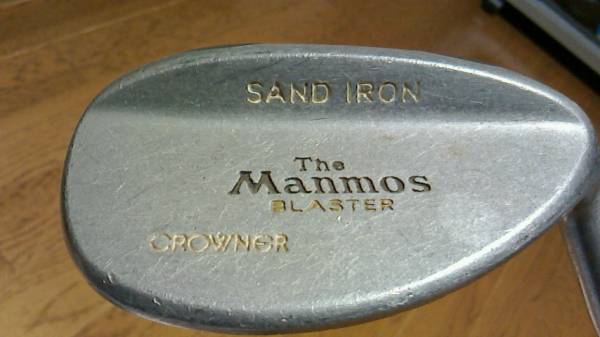 SAND IRON
The
Manmos
BLASTER
CROWNER